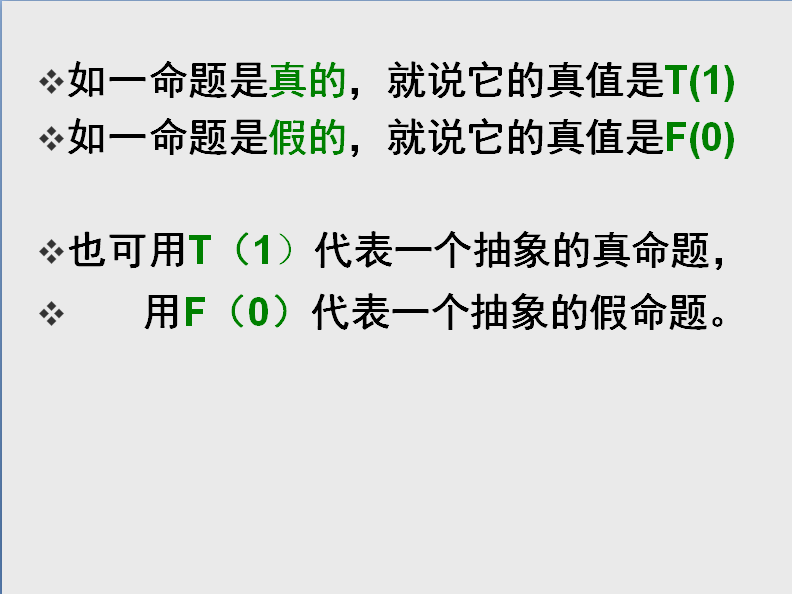 ❖如一命题是真的，就说它的真值是T(1)
❖如一命题是假的，就说它的真值是F(0)
❖也可用T（1）代表一个抽象的真命题，
❖ 用F（0）代表一个抽象的假命题。